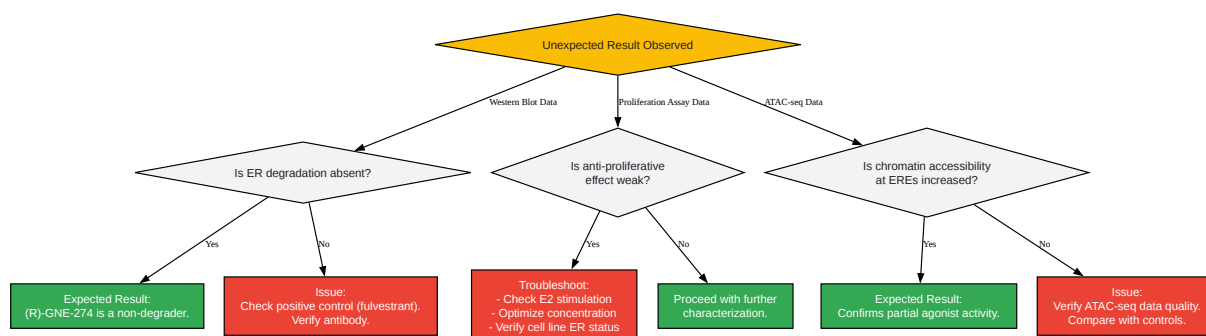 Unexpected Result Observed
Western Blot Data
Proliferation Assay Data
ATAC-seq Data
Is ER degradation absent?
Is anti-proliferative
effect weak?
Is chromatin accessibility
at EREs increased?
Yes
No
Yes
No
Yes
No
Expected Result:
(R)-GNE-274 is a non-degrader.
Issue:
Check positive control (fulvestrant).
Verify antibody.
Troubleshoot:
- Check E2 stimulation
- Optimize concentration
- Verify cell line ER status
Proceed with further
characterization.
Expected Result:
Confirms partial agonist activity.
Issue:
Verify ATAC-seq data quality.
Compare with controls.